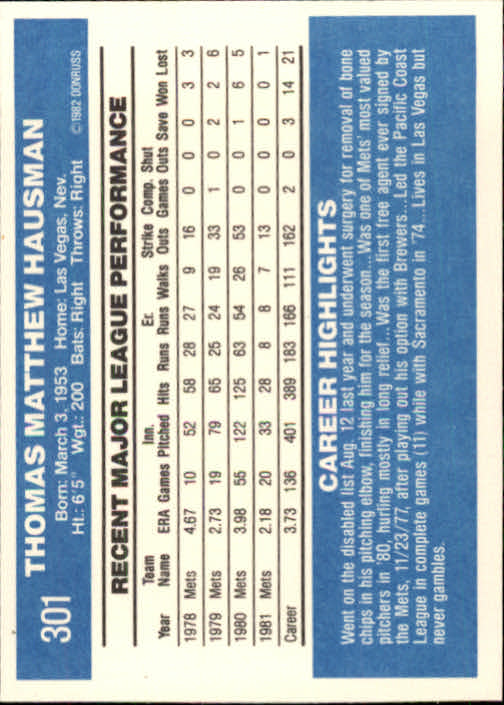 301
THOMAS MATTHEW HAUSMAN
Born: March 3, 1953 Home: Las Vegas, Nev.
Ht.: 6'5" Wgt.: 200 Bats: Right Throws: Right ©1982 DONRUSS
RECENT MAJOR LEAGUE PERFORMANCE
Team Inn. Er. Strike Comp. Shut
Year Name ERA Games Pitched Hits Runs Runs Walks Outs Games Outs Save Won Lost
1978 Mets 4.67 10 52 58 28 27 9 16 0 0 0 3 3
1979 Mets 2.73 19 79 65 25 24 19 33 1 0 2 2 6
1980 Mets 3.98 55 122 125 63 54 26 53 0 0 1 6 5
1981 Mets 2.18 20 33 28 8 8 7 13 0 0 0 0 1
Career 3.73 136 401 389 183 166 111 162 2 0 3 14 21
CAREER HIGHLIGHTS
Went on the disabled list Aug. 12 last year and underwent surgery for removal of bone
chips in his pitching elbow, finishing him for the season...Was one of Mets' most valued
pitchers in '80, hurling mostly in long relief...Was the first free agent ever signed by
the Mets, 11/23/77, after playing out his option with Brewers...Led the Pacific Coast
League in complete games (11) while with Sacramento in '74...Lives in Las Vegas but
never gambles.